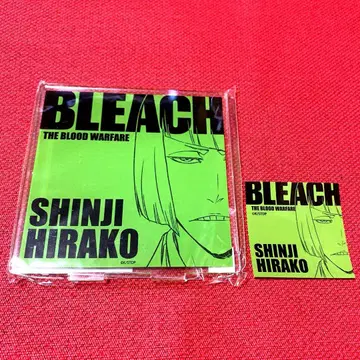 BLEACH
THE BLOOD WARFARE
SHINJI
HIRAKO
BLEACH
THE BLOOD WARFARE
SHINJI
HIRAKO